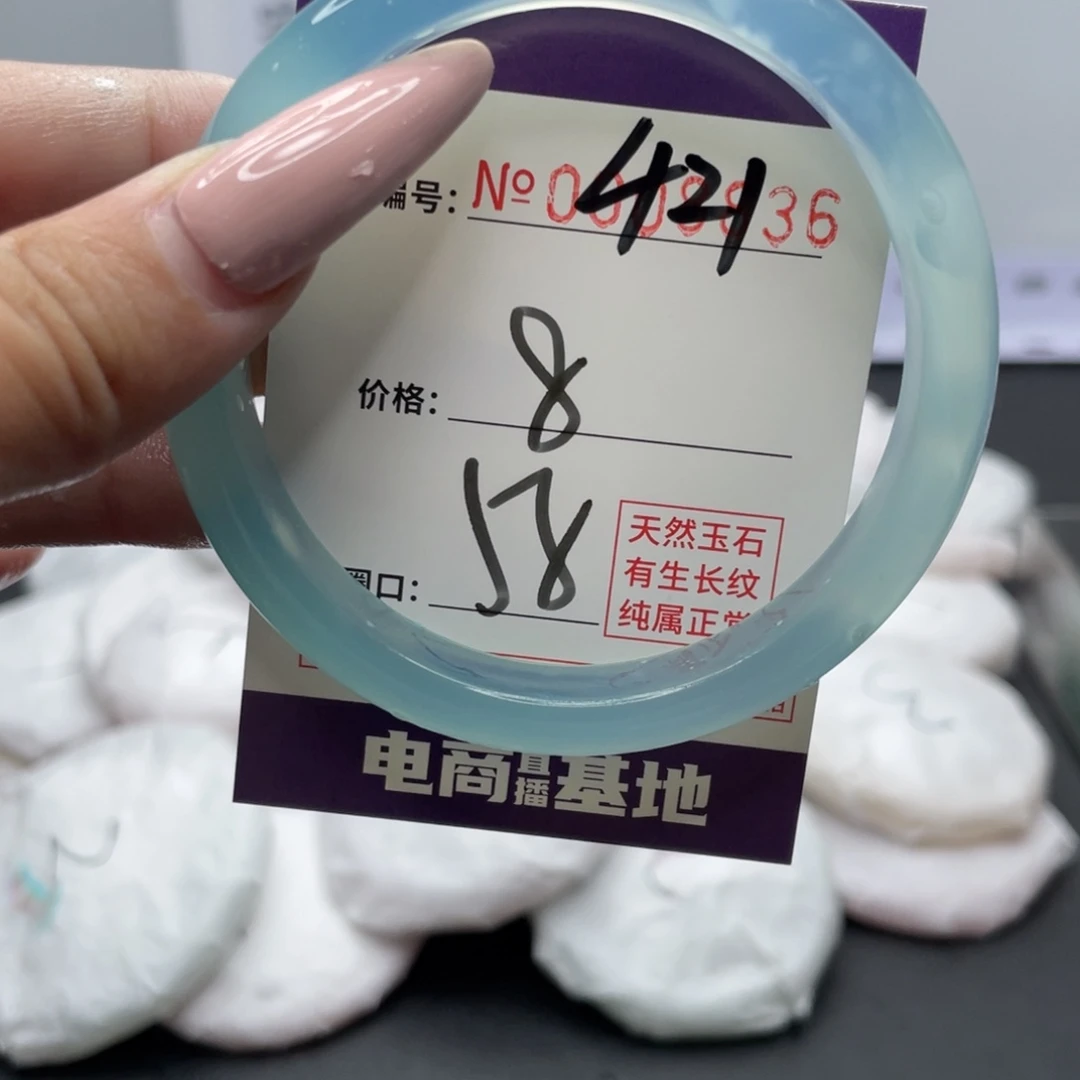 编号: № 0008836
421
价格: 8
圈口: 58
天然玉石
有生长纹
纯属正常
电商直播基地